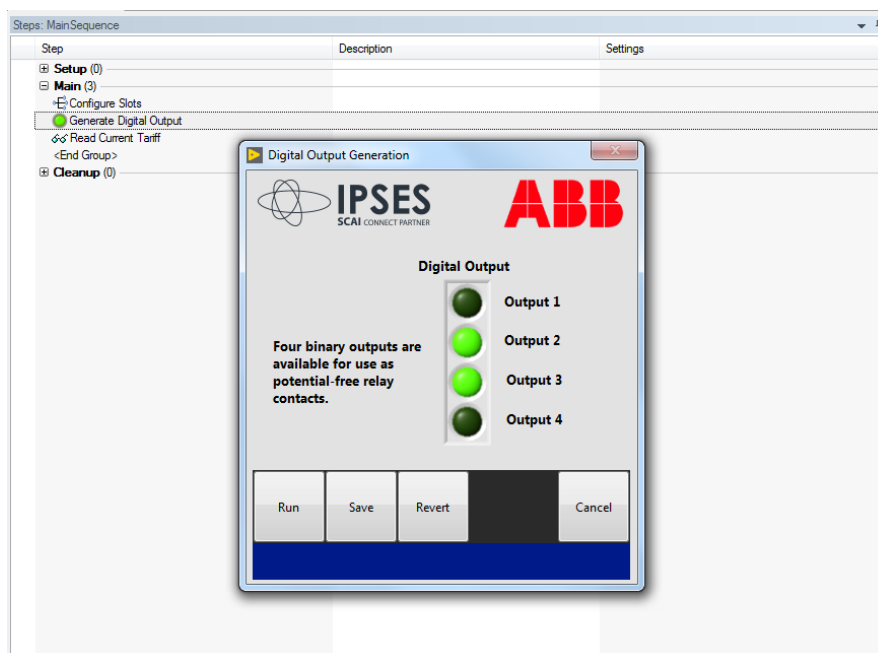 Steps: MainSequence
Step Description Settings
Setup (0)
Main (3)
Configure Slots
Generate Digital Output
Read Current Tariff
<End Group>
Cleanup (0)
Digital Output Generation
IPSES
SCAI CONNECT PARTNER
ABB
Digital Output
Output 1
Output 2
Output 3
Output 4
Four binary outputs are
available for use as
potential-free relay
contacts.
Run Save Revert Cancel